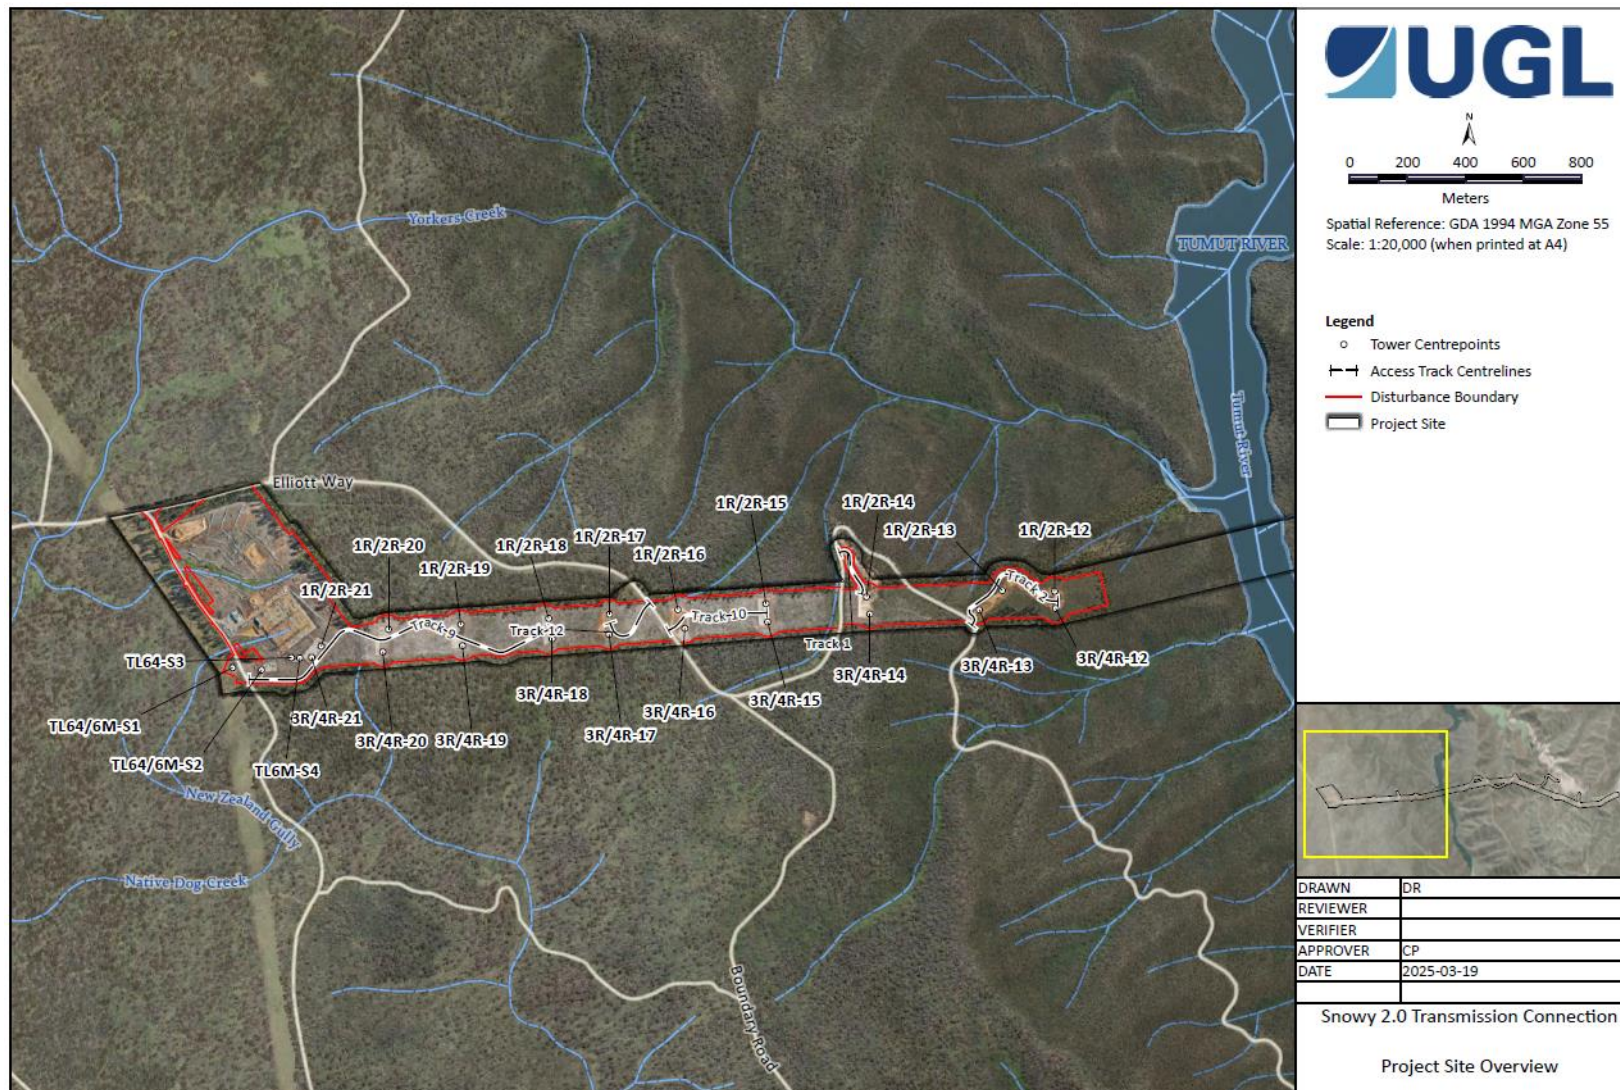 UGL
N
0 200 400 600 800
Meters
Spatial Reference: GDA 1994 MGA Zone 55
Scale: 1:20,000 (when printed at A4)
Legend
Tower Centrepoints
Access Track Centrelines
Disturbance Boundary
Project Site
Yorkers Creek
TUMUT RIVER
Tumut River
Elliott Way
1R/2R-21
1R/2R-20
1R/2R-19
1R/2R-18
1R/2R-17
1R/2R-16
1R/2R-15
1R/2R-14
1R/2R-13
1R/2R-12
Track 9
Track 12
Track 10
Track 1
Track 2
TL64-S3
TL64/6M-S1
TL64/6M-S2
TL6M-S4
3R/4R-21
3R/4R-20
3R/4R-19
3R/4R-18
3R/4R-17
3R/4R-16
3R/4R-15
3R/4R-14
3R/4R-13
3R/4R-12
New Zealand Gully
Native Dog Creek
Boundary Road
DRAWN DR
REVIEWER
VERIFIER
APPROVER CP
DATE 2025-03-19
Snowy 2.0 Transmission Connection
Project Site Overview